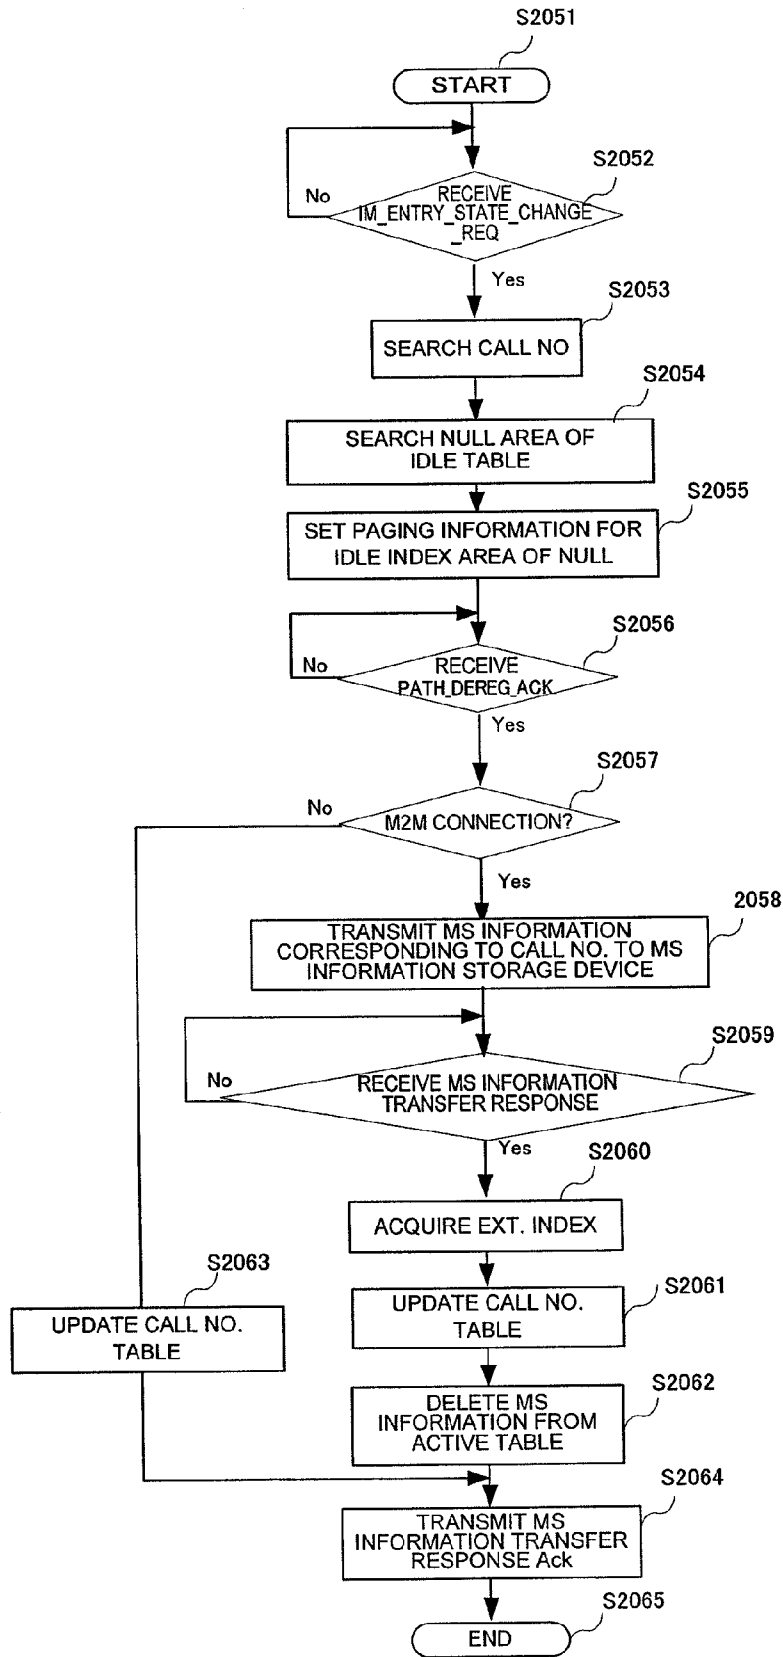 S2051
START
S2052
No
RECEIVE
IM_ENTRY_STATE_CHANGE
_REQ
Yes
S2053
SEARCH CALL NO
S2054
SEARCH NULL AREA OF
IDLE TABLE
S2055
SET PAGING INFORMATION FOR
IDLE INDEX AREA OF NULL
S2056
No
RECEIVE
PATH_DEREG_ACK
Yes
S2057
No
M2M CONNECTION?
Yes
2058
TRANSMIT MS INFORMATION
CORRESPONDING TO CALL NO. TO MS
INFORMATION STORAGE DEVICE
S2059
No
RECEIVE MS INFORMATION
TRANSFER RESPONSE
Yes
S2060
ACQUIRE EXT. INDEX
S2063
UPDATE CALL NO.
TABLE
S2061
UPDATE CALL NO.
TABLE
S2062
DELETE MS
INFORMATION FROM
ACTIVE TABLE
S2064
TRANSMIT MS
INFORMATION TRANSFER
RESPONSE Ack
S2065
END